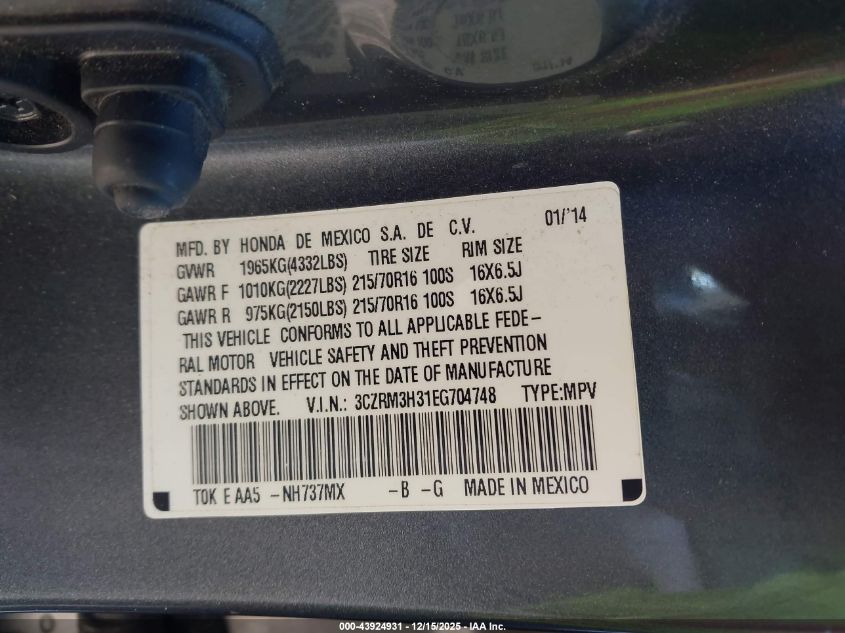 MFD. BY HONDA DE MEXICO S.A. DE C.V. 01/'14
GVWR 1965KG(4332LBS) TIRE SIZE RIM SIZE
GAWR F 1010KG(2227LBS) 215/70R16 100S 16X6.5J
GAWR R 975KG(2150LBS) 215/70R16 100S 16X6.5J
THIS VEHICLE CONFORMS TO ALL APPLICABLE FEDE-
RAL MOTOR VEHICLE SAFETY AND THEFT PREVENTION
STANDARDS IN EFFECT ON THE DATE OF MANUFACTURE
SHOWN ABOVE. V.I.N.: 3CZRM3H31EG704748 TYPE:MPV
T0K E AA5 -NH737MX -B -G MADE IN MEXICO
000-43924931 - 12/15/2025 - IAA Inc.